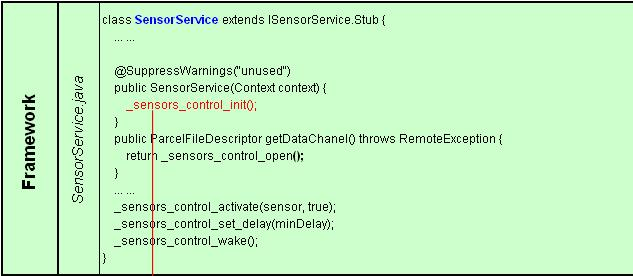 Framework
SensorService.java
class SensorService extends ISensorService.Stub {
... ...
@SuppressWarnings("unused")
public SensorService(Context context) {
_sensors_control_init();
}
public ParcelFileDescriptor getDataChanel() throws RemoteException {
return _sensors_control_open();
}
... ...
_sensors_control_activate(sensor, true);
_sensors_control_set_delay(minDelay);
_sensors_control_wake();
}